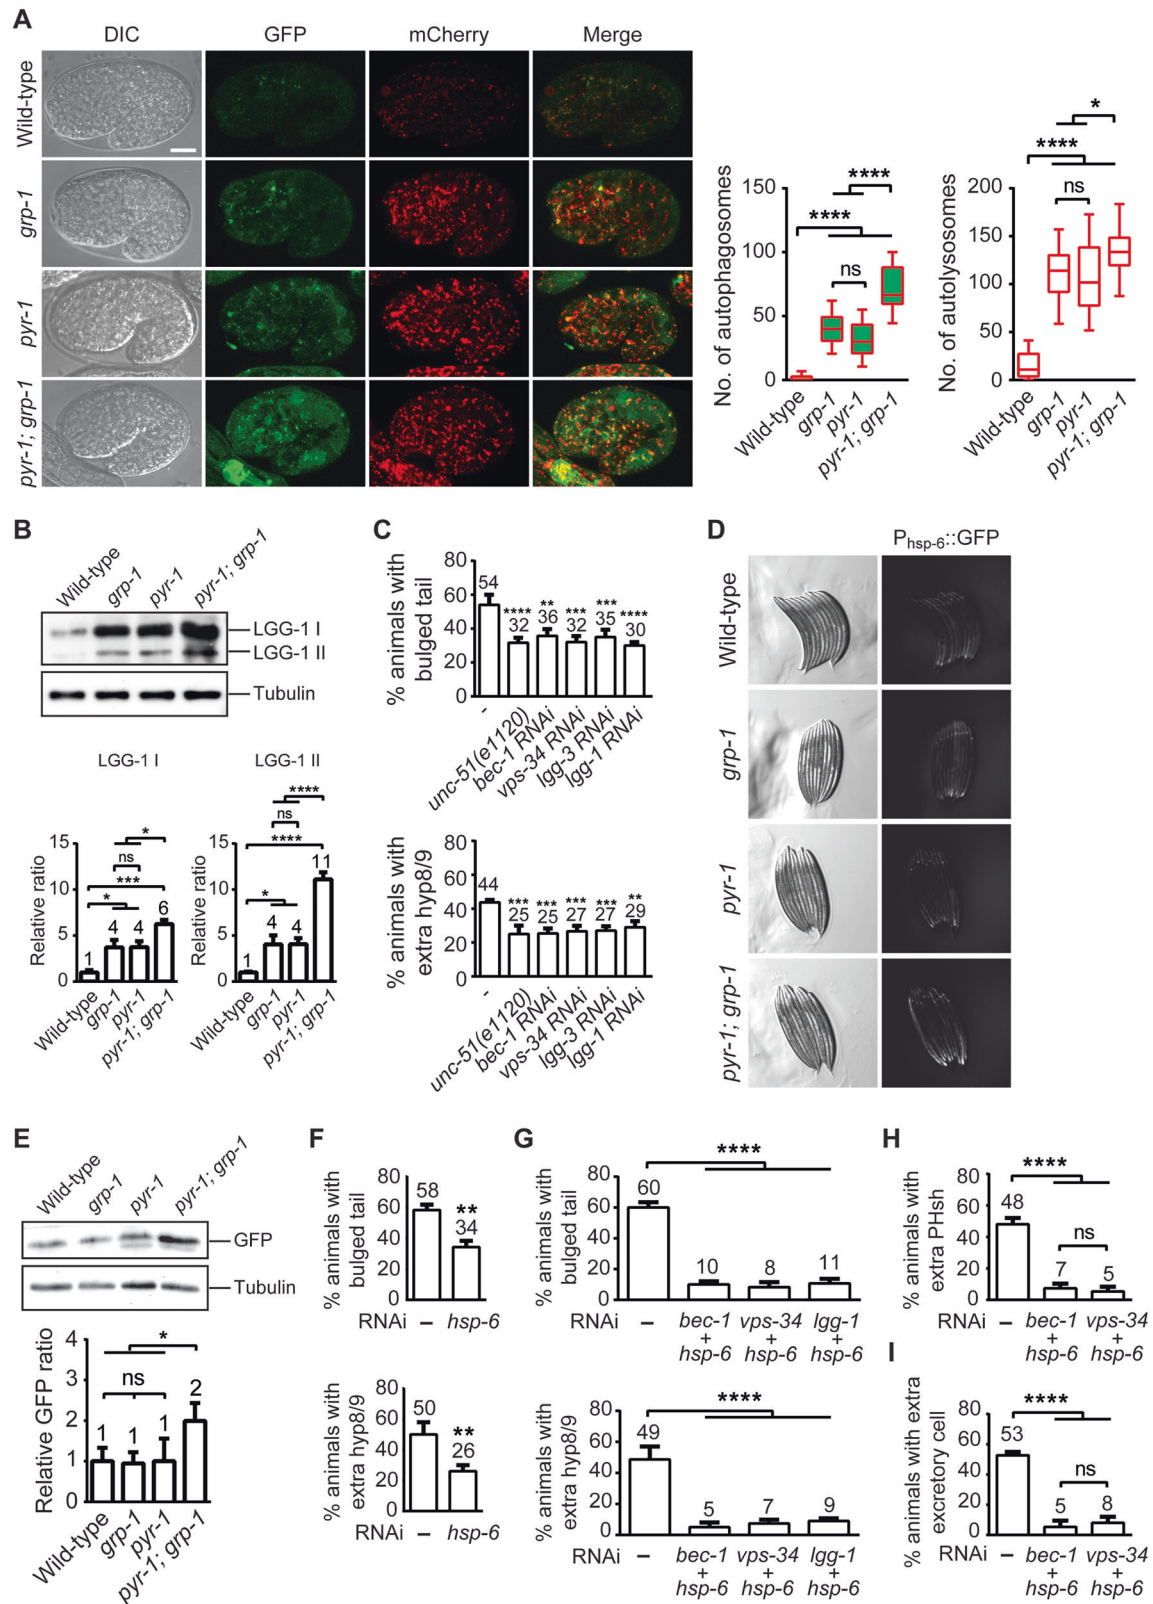 A
DIC GFP mCherry Merge
Wild-type
grp-1
pyr-1
pyr-1; grp-1
No. of autophagosomes
150
100
50
0
****
****
ns
Wild-type
grp-1
pyr-1
pyr-1; grp-1
No. of autolysosomes
200
150
100
50
0
*
****
ns
Wild-type
grp-1
pyr-1
pyr-1; grp-1
B
Wild-type
grp-1
pyr-1
pyr-1; grp-1
LGG-1 I
LGG-1 II
Tubulin
LGG-1 I
Relative ratio
15
10
5
0
*
ns
***
*
1 4 4 6
Wild-type
grp-1
pyr-1
pyr-1; grp-1
LGG-1 II
Relative ratio
15
10
5
0
****
ns
****
*
1 4 4 11
Wild-type
grp-1
pyr-1
pyr-1; grp-1
C
% animals with
bulged tail
80
60
40
20
0
54 32 36 32 35 30
**** ** *** *** ****
-
unc-51(e1120)
bec-1 RNAi
vps-34 RNAi
lgg-3 RNAi
lgg-1 RNAi
% animals with
extra hyp8/9
80
60
40
20
0
44 25 25 27 27 29
*** *** *** *** **
-
unc-51(e1120)
bec-1 RNAi
vps-34 RNAi
lgg-3 RNAi
lgg-1 RNAi
D
Phsp-6::GFP
Wild-type
grp-1
pyr-1
pyr-1; grp-1
E
Wild-type
grp-1
pyr-1
pyr-1; grp-1
GFP
Tubulin
Relative GFP ratio
4
3
2
1
0
*
ns
1 1 1 2
Wild-type
grp-1
pyr-1
pyr-1; grp-1
F
% animals with
bulged tail
80
60
40
20
0
58 34
**
RNAi – hsp-6
% animals with
extra hyp8/9
80
60
40
20
0
50 26
**
RNAi – hsp-6
G
% animals with
bulged tail
80
60
40
20
0
****
60 10 8 11
RNAi – bec-1 vps-34 lgg-1
+ + +
hsp-6 hsp-6 hsp-6
% animals with
extra hyp8/9
80
60
40
20
0
****
49 5 7 9
RNAi – bec-1 vps-34 lgg-1
+ + +
hsp-6 hsp-6 hsp-6
H
% animals with
extra PHsh
80
60
40
20
0
****
ns
48 7 5
RNAi – bec-1 vps-34
+ +
hsp-6 hsp-6
I
% animals with extra
excretory cell
80
60
40
20
0
****
ns
53 5 8
RNAi – bec-1 vps-34
+ +
hsp-6 hsp-6